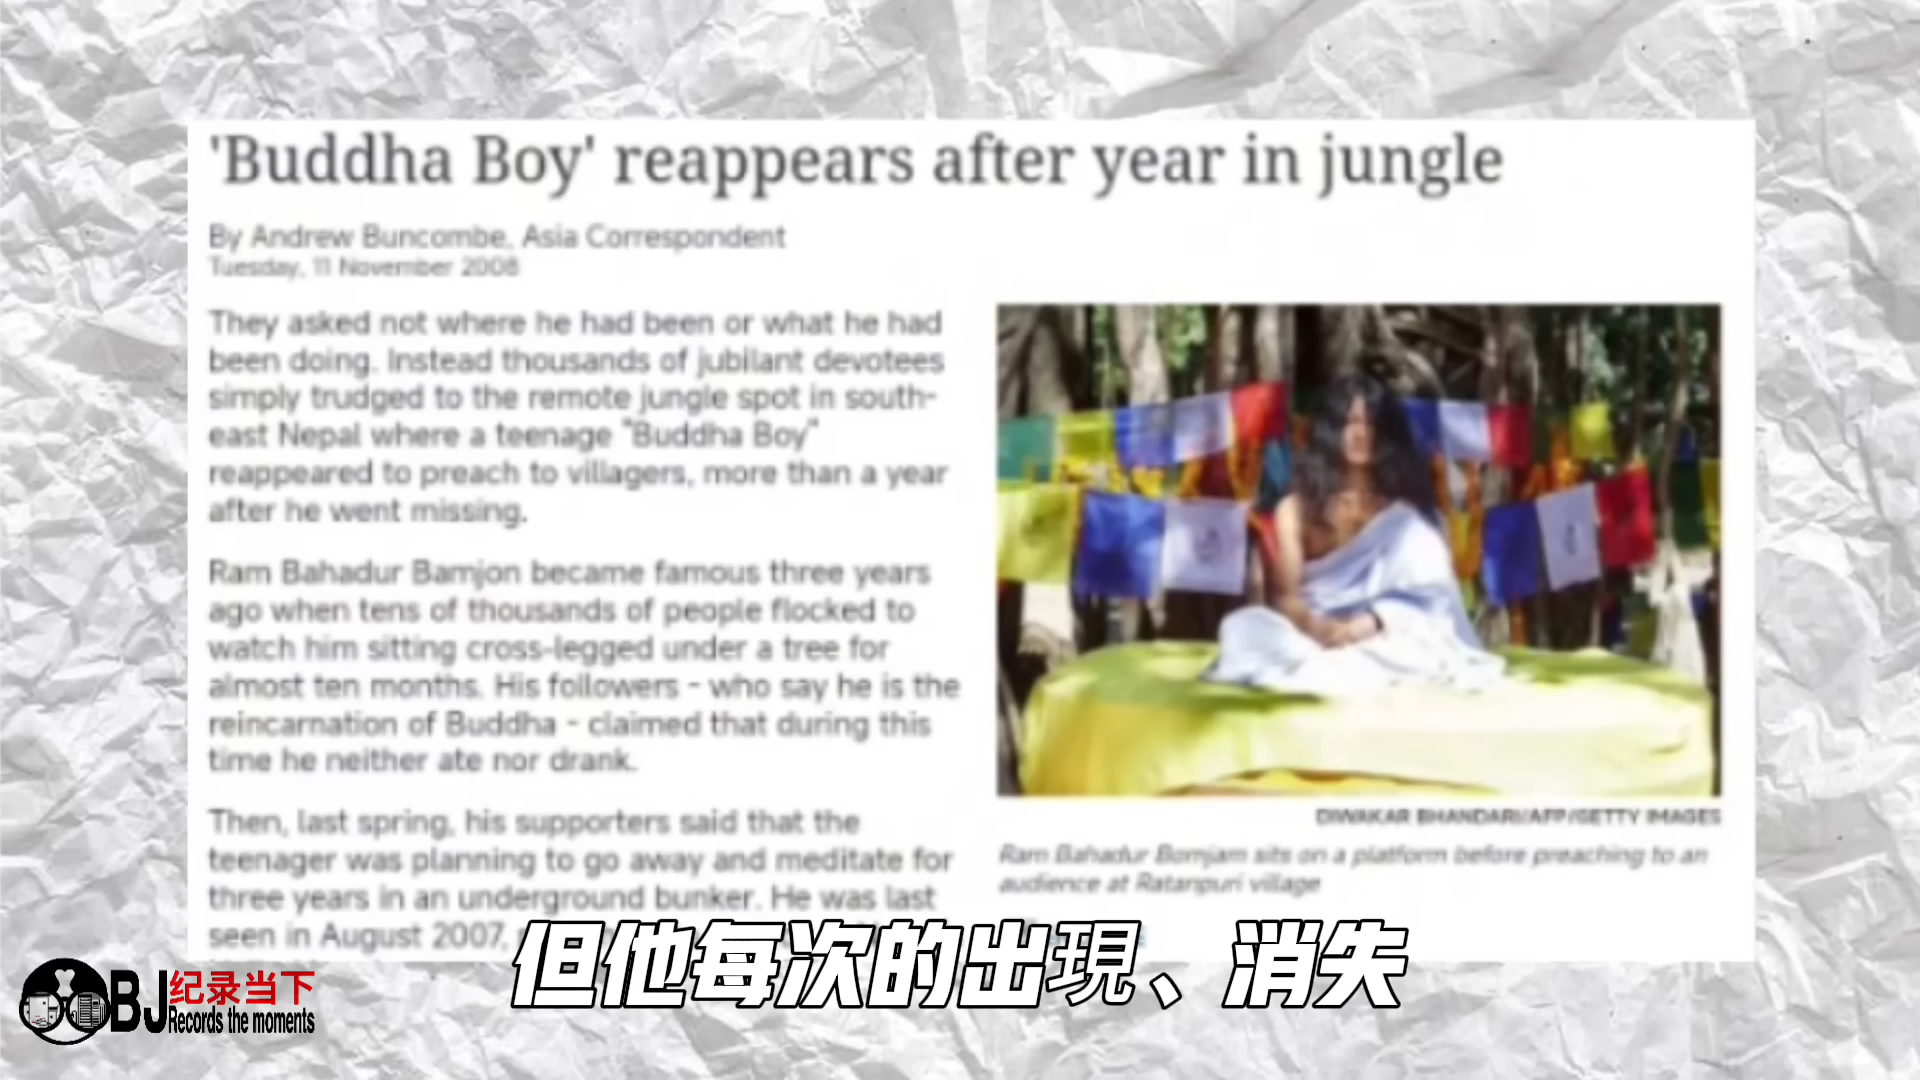 'Buddha Boy' reappears after year in jungle
By Andrew Buncombe, Asia Correspondent
Tuesday, 11 November 2008
They asked not where he had been or what he had
been doing. Instead thousands of jubilant devotees
simply trudged to the remote jungle spot in south-
east Nepal where a teenage "Buddha Boy"
reappeared to preach to villagers, more than a year
after he went missing.
Ram Bahadur Bamjon became famous three years
ago when tens of thousands of people flocked to
watch him sitting cross-legged under a tree for
almost ten months. His followers - who say he is the
reincarnation of Buddha - claimed that during this
time he neither ate nor drank.
Then, last spring, his supporters said that the
teenager was planning to go away and meditate for
three years in an underground bunker. He was last
seen in August 2007,
DIWAKAR BHANDARI/AFP/GETTY IMAGES
Ram Bahadur Bomjam sits on a platform before preaching to an
audience at Ratanpuri village
但他每次的出現、消失
BJ 纪录当下
Records the moments